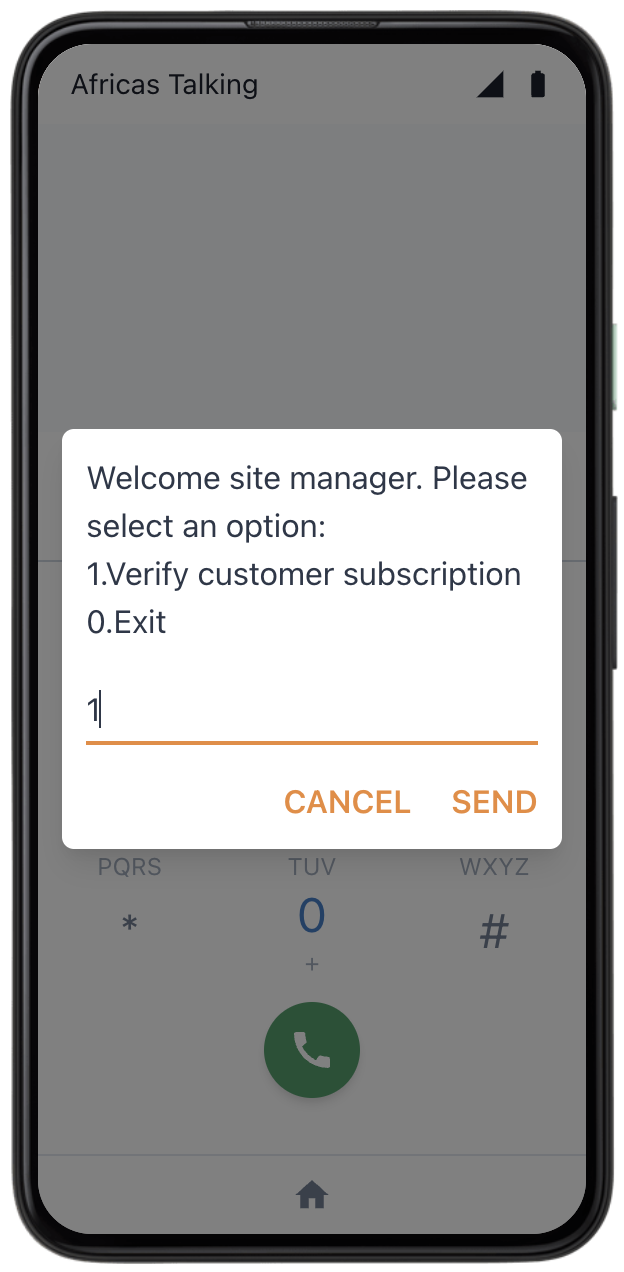 Africas Talking
Welcome site manager. Please
select an option:
1.Verify customer subscription
0.Exit
1
CANCEL SEND
PQRS TUV WXYZ
* 0 #
+